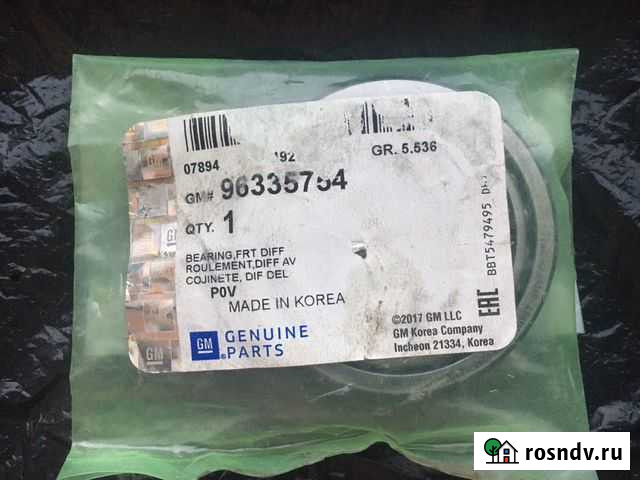 07894
192
GR. 5.536
GM# 96335754
QTY. 1
BEARING,FRT DIFF
ROULEMENT,DIFF AV
COJINETE, DIF DEL
P0V
MADE IN KOREA
GM GENUINE
PARTS
©2017 GM LLC
GM Korea Company
Incheon 21334, Korea
EAC
BBT5479495
GM
rosndv.ru